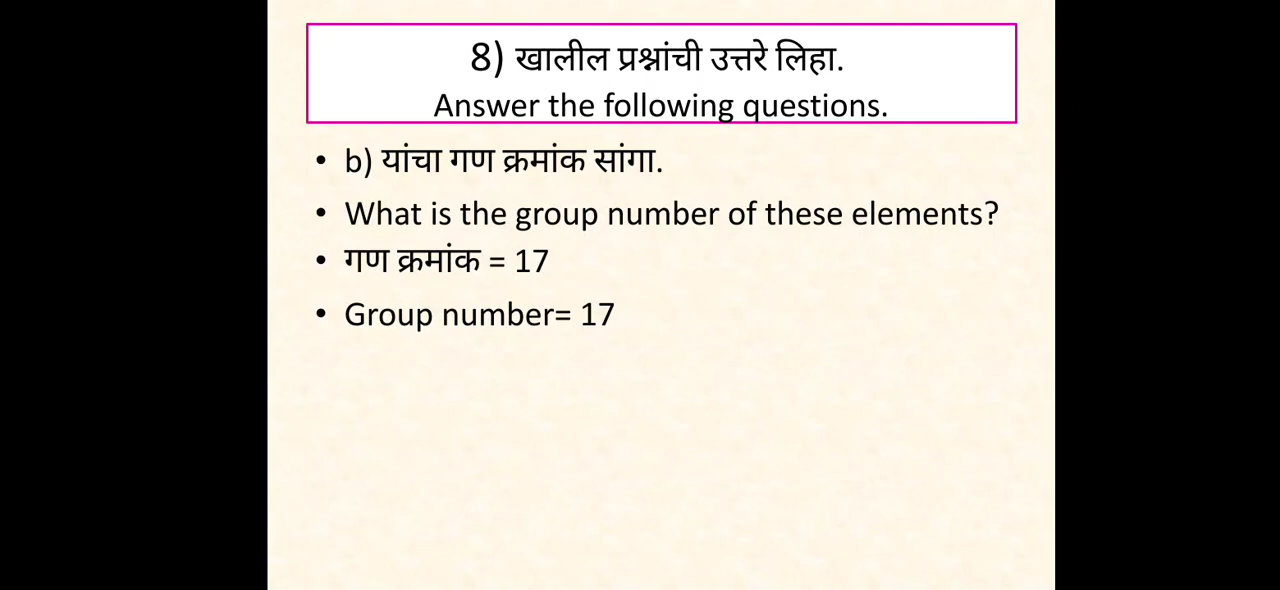 8) खालील प्रश्नांची उत्तरे लिहा.
Answer the following questions.
• b) यांचा गण क्रमांक सांगा.
• What is the group number of these elements?
• गण क्रमांक = 17
• Group number= 17